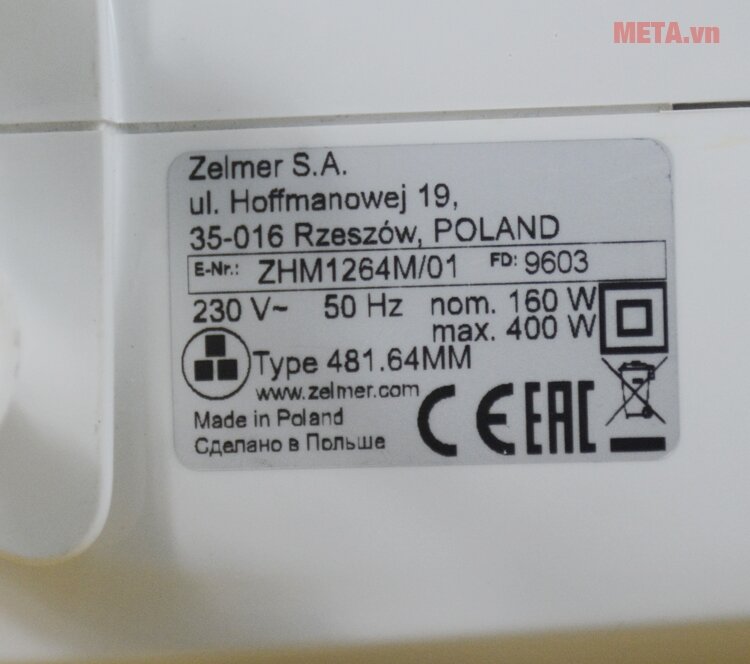 META.vn
Zelmer S.A.
ul. Hoffmanowej 19,
35-016 Rzeszów, POLAND
E-Nr.: ZHM1264M/01 FD: 9603
230 V~ 50 Hz nom. 160 W
max. 400 W
Type 481.64MM
www.zelmer.com
Made in Poland
Сделано в Польше
CE EAC